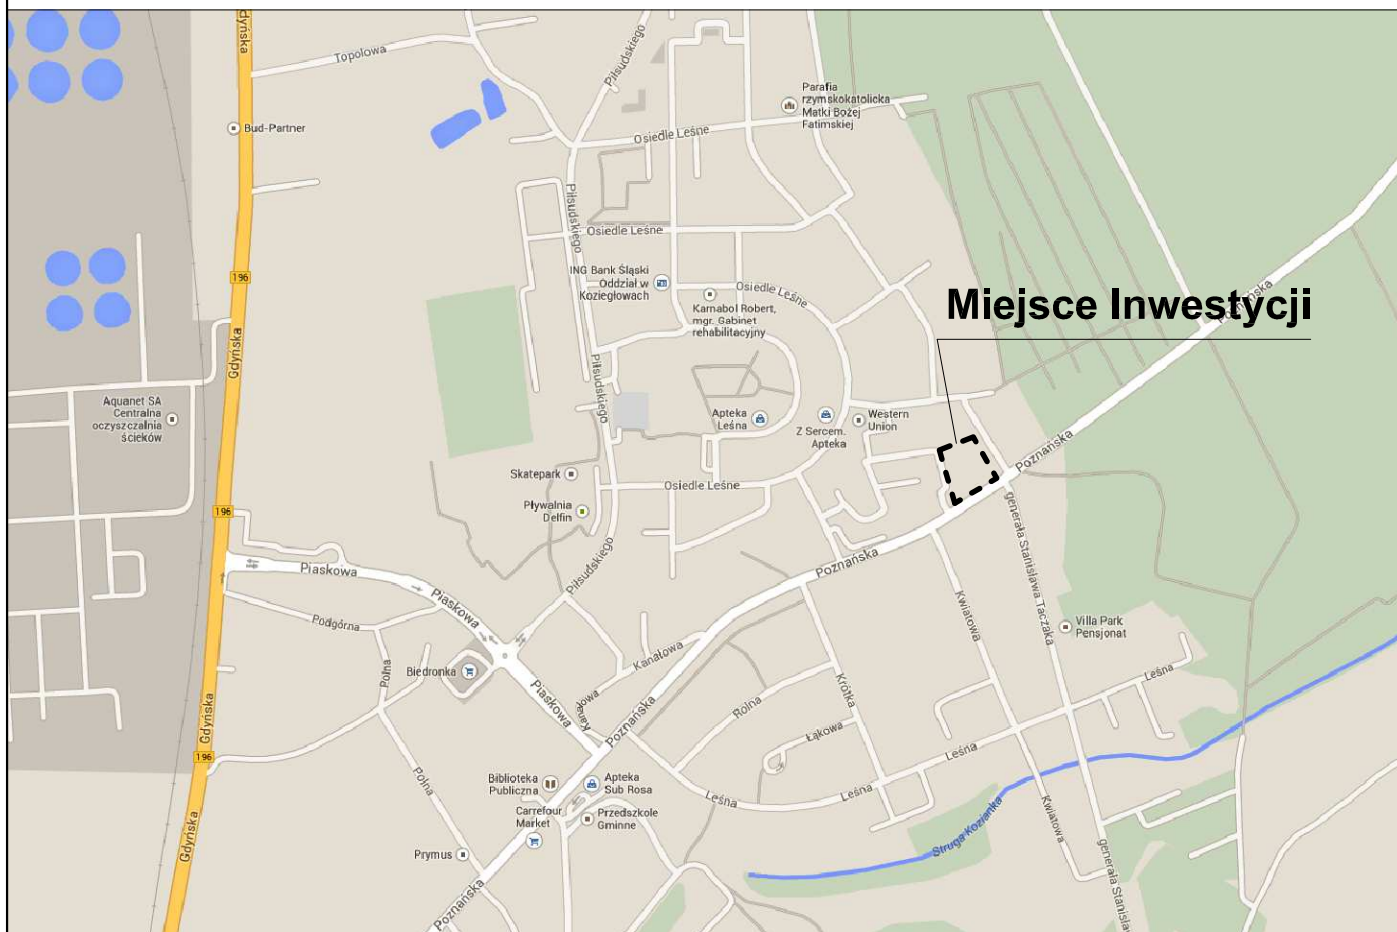 Gdyńska
Topolowa
Piłsudskiego
Parafia
rzymskokatolicka
Matki Bożej
Fatimskiej
Bud-Partner
Osiedle Leśne
Piłsudskiego
Osiedle Leśne
ING Bank Śląski
Oddział w
Koziegłowach
196
Osiedle Leśne
Karnabol Robert,
mgr. Gabinet
rehabilitacyjny
Miejsce Inwestycji
Poznańska
Gdyńska
Piłsudskiego
Aquanet SA
Centralna
oczyszczalnia
ścieków
Apteka
Leśna
Z Sercem.
Apteka
Western
Union
Poznańska
Skatepark
Osiedle Leśne
Pływalnia
Delfin
196
generała Stanisława Taczaka
Poznańska
Piaskowa
Piłsudskiego
Piaskowa
Kwiatowa
Podgórna
Villa Park
Pensjonat
Kanałowa
Polna
Biedronka
Leśna
Krótka
Piaskowa
Kanałowa
Rolna
Poznańska
Gdyńska
Łąkowa
Leśna
196
Polna
Biblioteka
Publiczna
Apteka
Sub Rosa
Leśna
Leśna
Carrefour
Market
Przedszkole
Gminne
Kwiatowa
Struga Kozianka
Gdyńska
Prymus
generała Stanisła
Poznańska